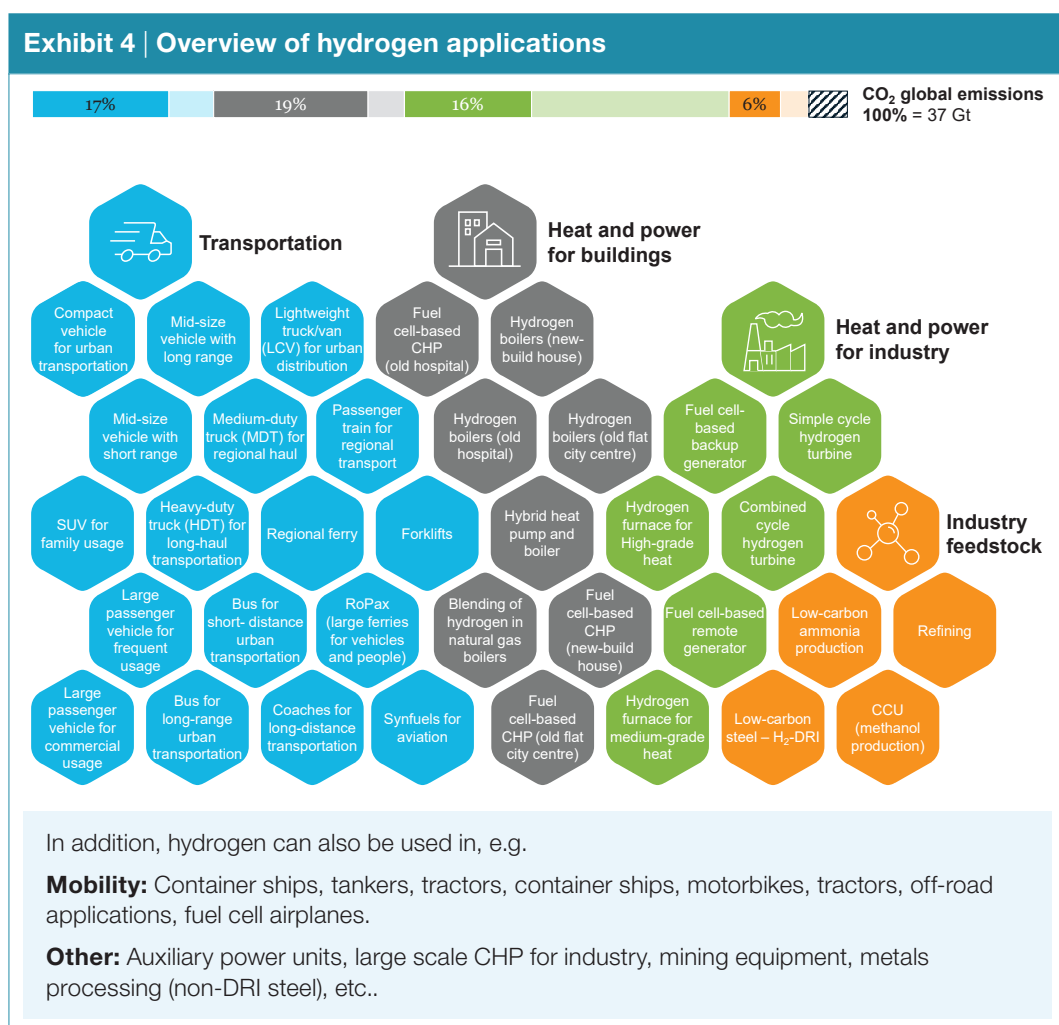 Exhibit 4 | Overview of hydrogen applications
17%
19%
16%
6%
CO₂ global emissions
100% = 37 Gt
Transportation
Heat and power
for buildings
Heat and power
for industry
Industry
feedstock
Compact
vehicle
for urban
transportation
Mid-size
vehicle with
long range
Lightweight
truck/van
(LCV) for urban
distribution
Fuel
cell-based
CHP
(old hospital)
Hydrogen
boilers (new-
build house)
Mid-size
vehicle with
short range
Medium-duty
truck (MDT) for
regional haul
Passenger
train for
regional
transport
Hydrogen
boilers (old
hospital)
Hydrogen
boilers (old flat
city centre)
Fuel cell-
based
backup
generator
Simple cycle
hydrogen
turbine
SUV for
family usage
Heavy-duty
truck (HDT) for
long-haul
transportation
Regional ferry
Forklifts
Hybrid heat
pump and
boiler
Hydrogen
furnace for
High-grade
heat
Combined
cycle
hydrogen
turbine
Large
passenger
vehicle for
frequent
usage
Bus for
short- distance
urban
transportation
RoPax
(large ferries
for vehicles
and people)
Blending of
hydrogen in
natural gas
boilers
Fuel
cell-based
CHP
(new-build
house)
Fuel cell-based
remote
generator
Low-carbon
ammonia
production
Refining
Large
passenger
vehicle for
commercial
usage
Bus for
long-range
urban
transportation
Coaches for
long-distance
transportation
Synfuels for
aviation
Fuel
cell-based
CHP (old flat
city centre)
Hydrogen
furnace for
medium-grade
heat
Low-carbon
steel – H₂-DRI
CCU
(methanol
production)
In addition, hydrogen can also be used in, e.g.
Mobility: Container ships, tankers, tractors, container ships, motorbikes, tractors, off-road
applications, fuel cell airplanes.
Other: Auxiliary power units, large scale CHP for industry, mining equipment, metals
processing (non-DRI steel), etc..